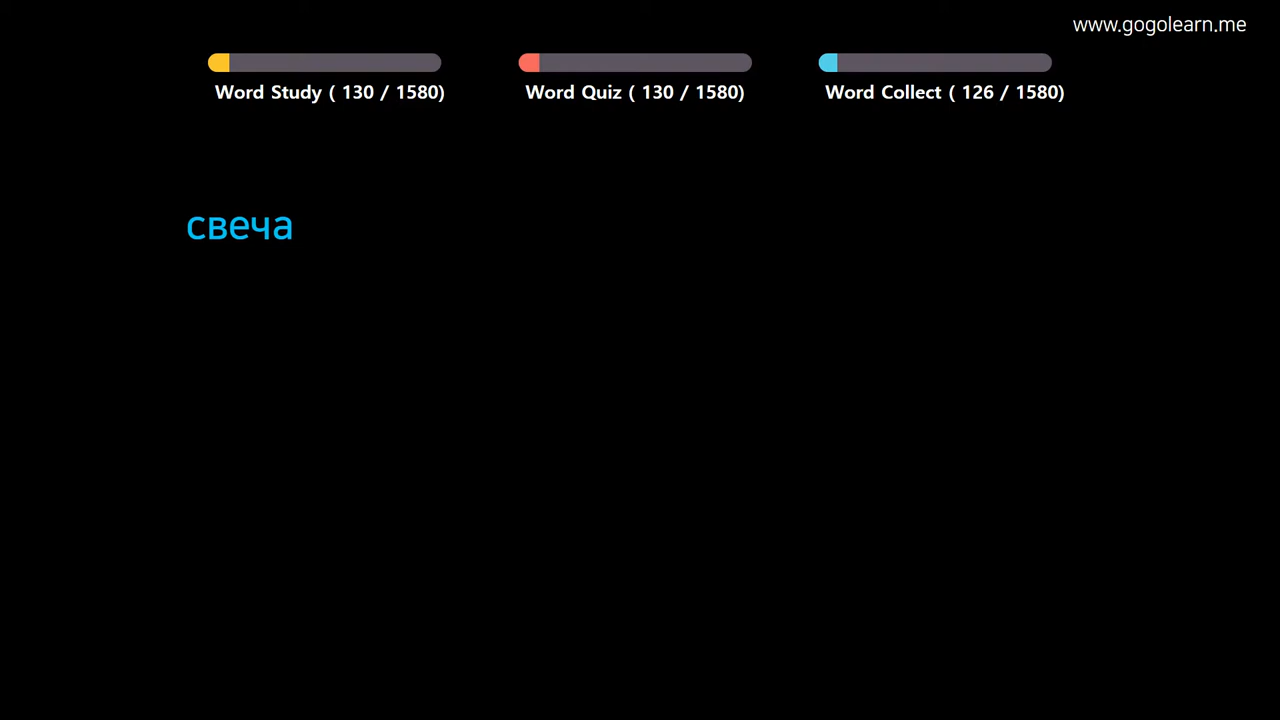 www.gogolearn.me
Word Study ( 130 / 1580)
Word Quiz ( 130 / 1580)
Word Collect ( 126 / 1580)
свеча